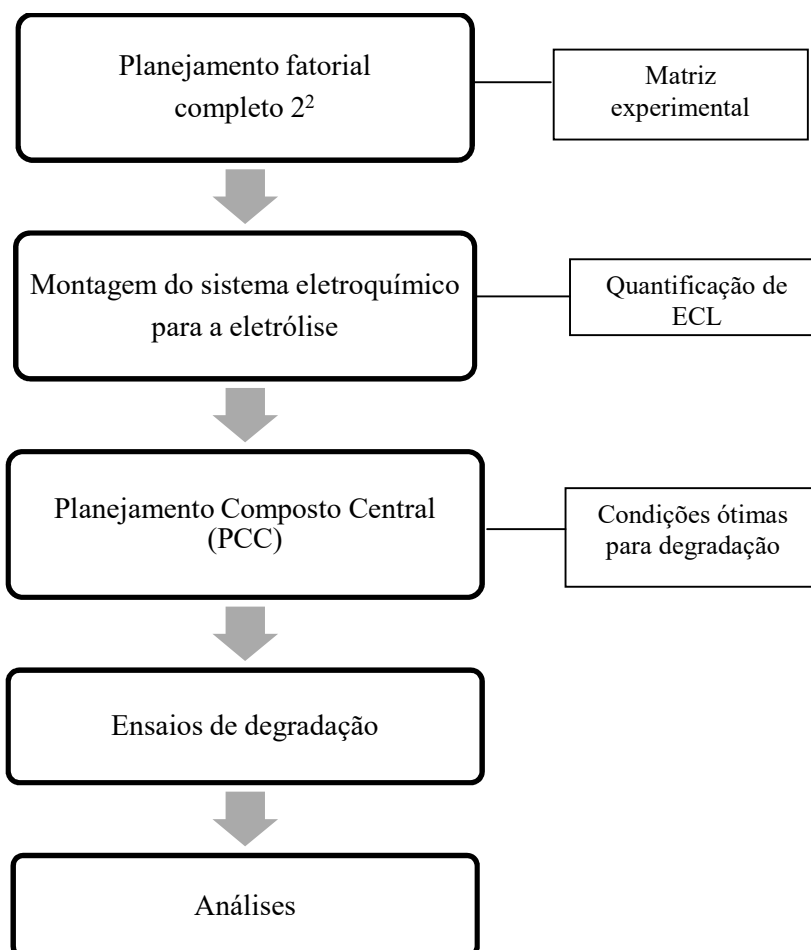 Planejamento fatorial
completo 2²
Matriz
experimental
Montagem do sistema eletroquímico
para a eletrólise
Quantificação de
ECL
Planejamento Composto Central
(PCC)
Condições ótimas
para degradação
Ensaios de degradação
Análises